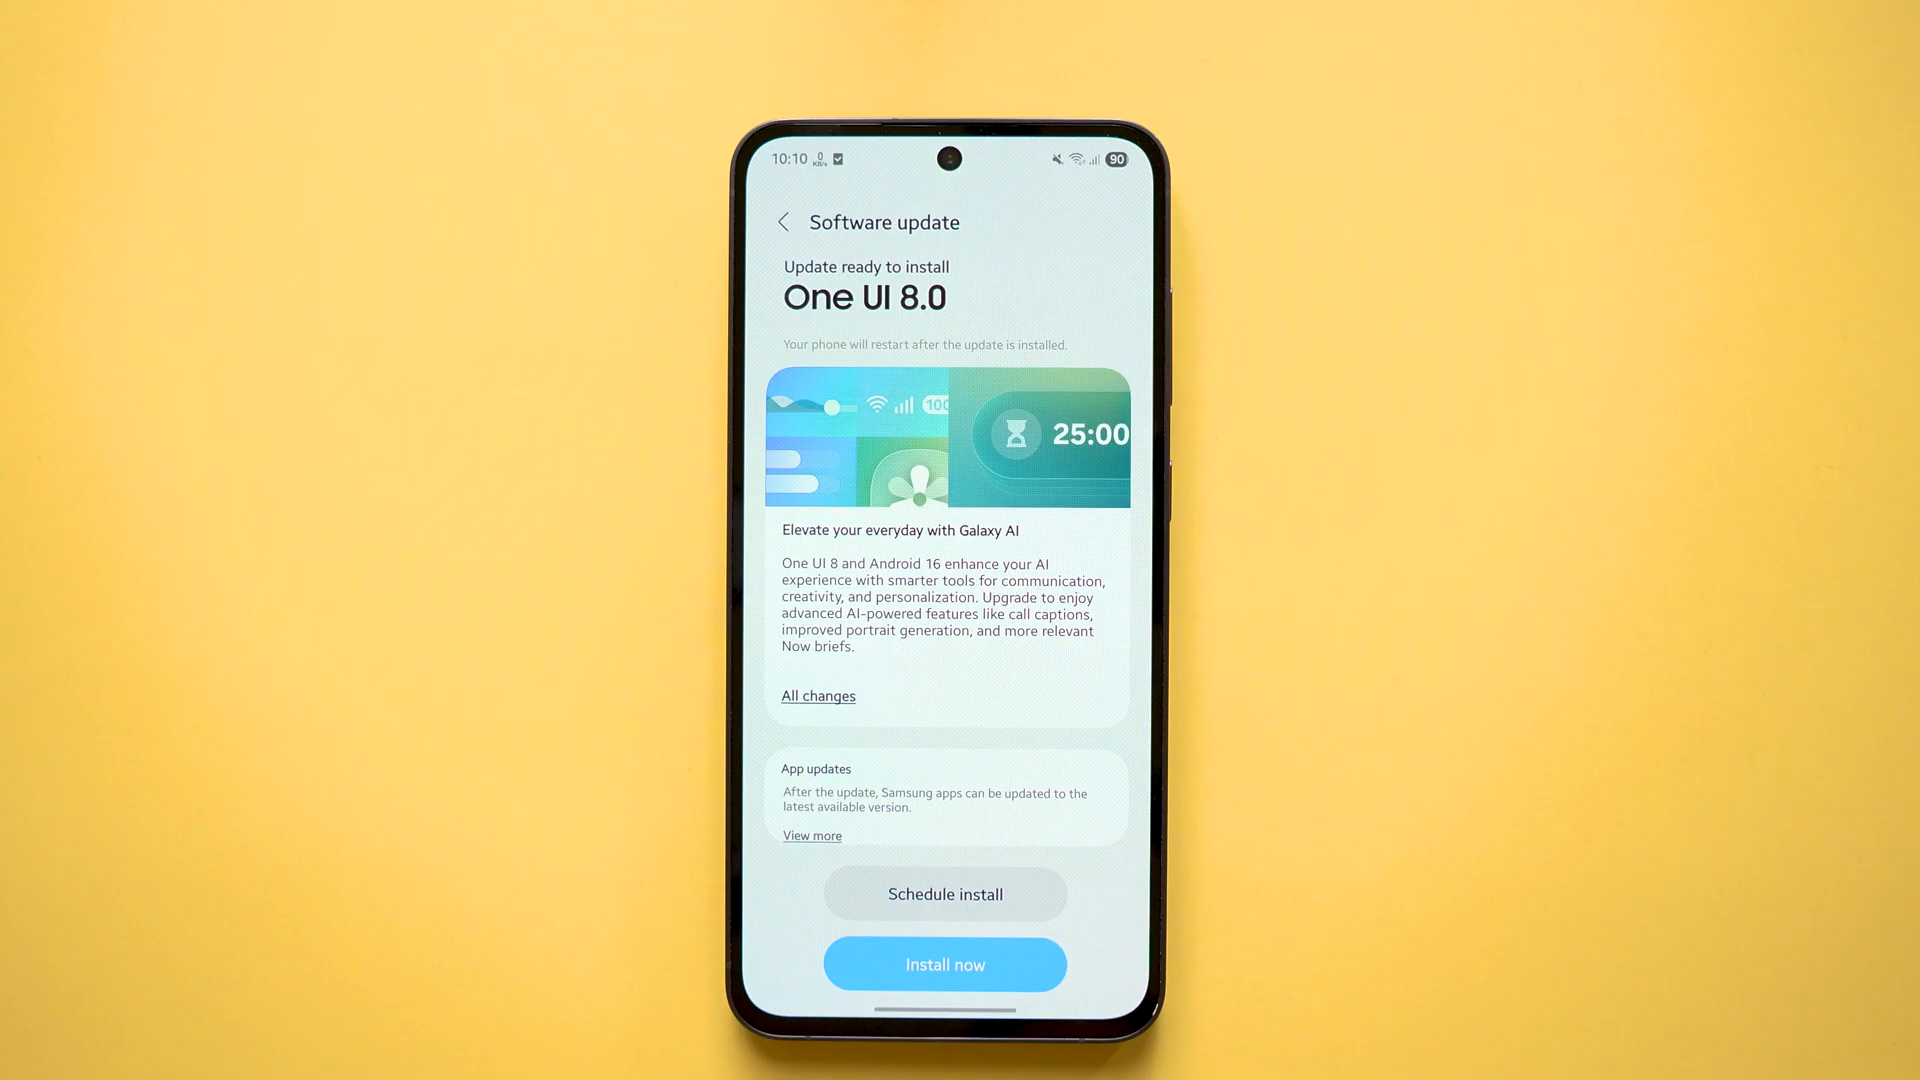 10:10 0 KB/s 90
Software update
Update ready to install
One UI 8.0
Your phone will restart after the update is installed.
100
25:00
Elevate your everyday with Galaxy AI
One UI 8 and Android 16 enhance your AI
experience with smarter tools for communication,
creativity, and personalization. Upgrade to enjoy
advanced AI-powered features like call captions,
improved portrait generation, and more relevant
Now briefs.
All changes
App updates
After the update, Samsung apps can be updated to the
latest available version.
View more
Schedule install
Install now